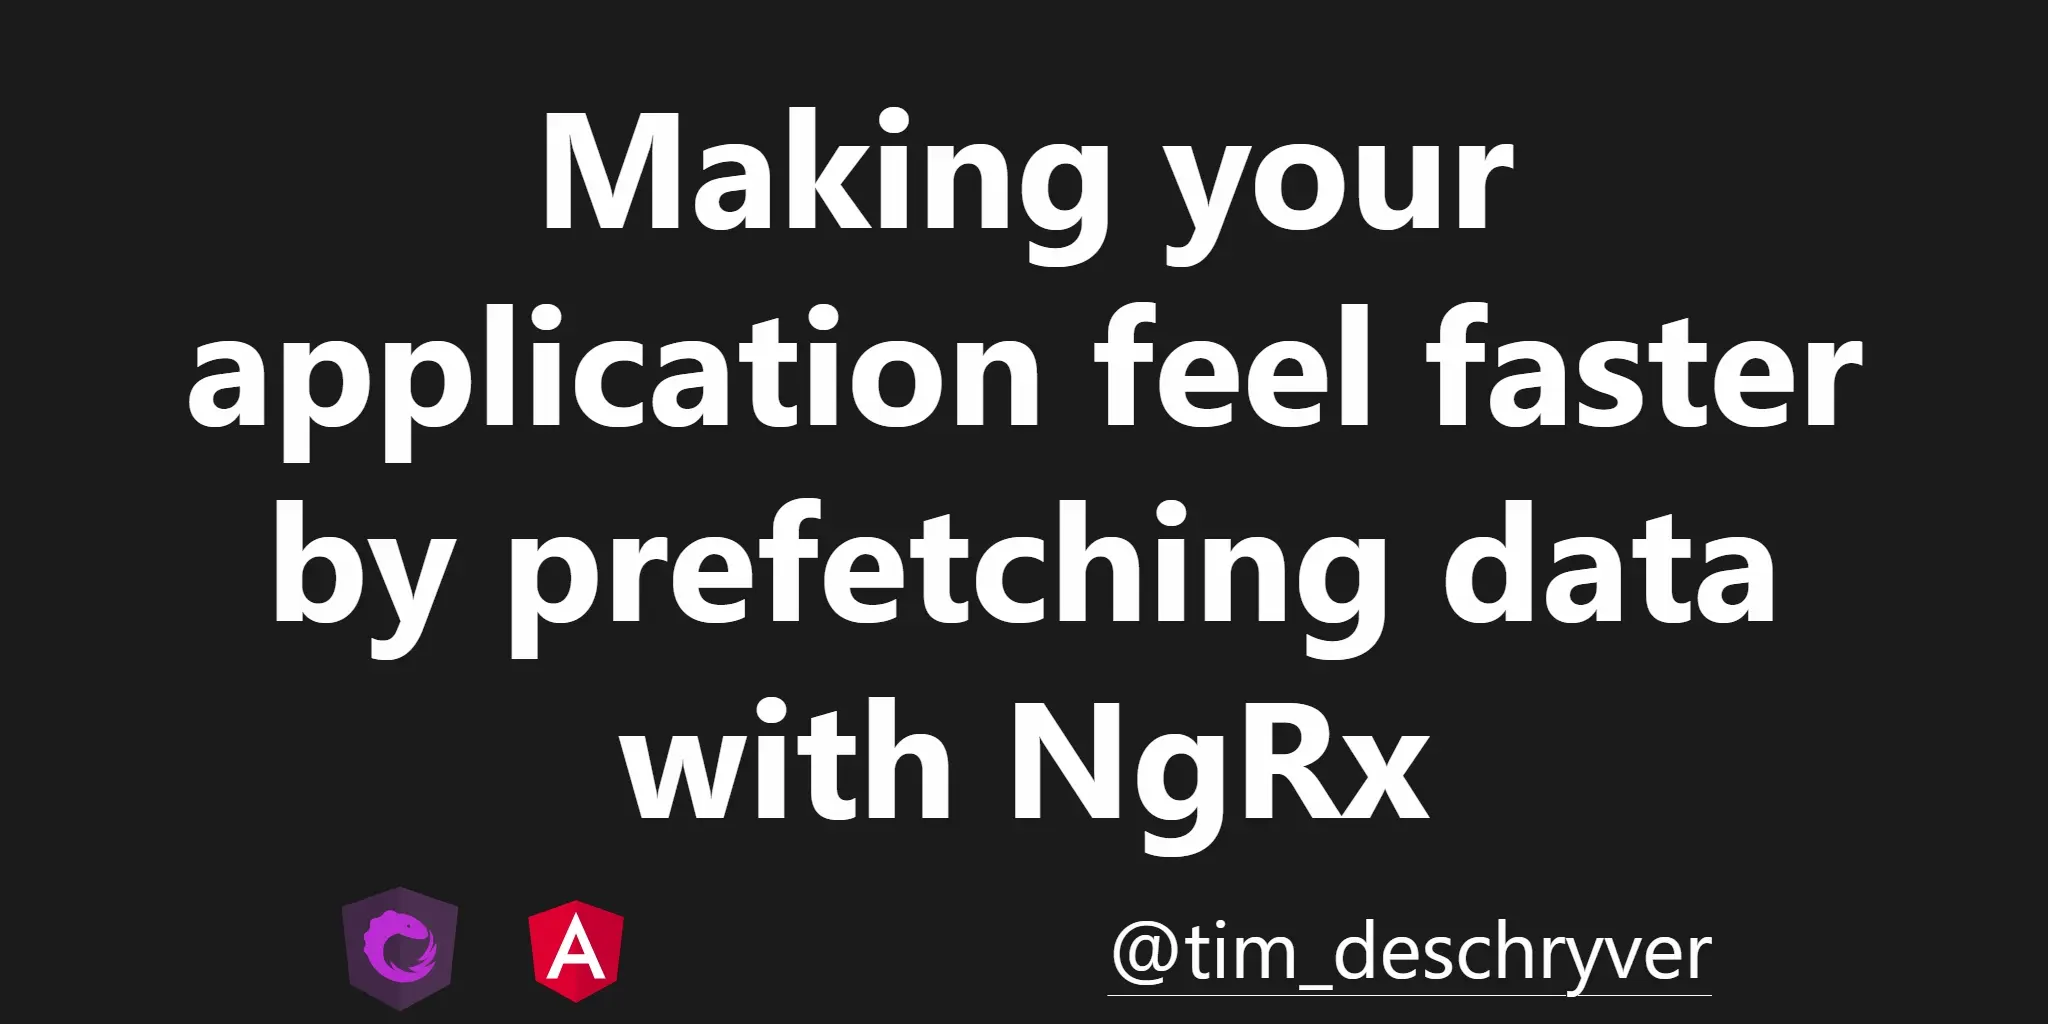 Making your
application feel faster
by prefetching data
with NgRx
@tim_deschryver